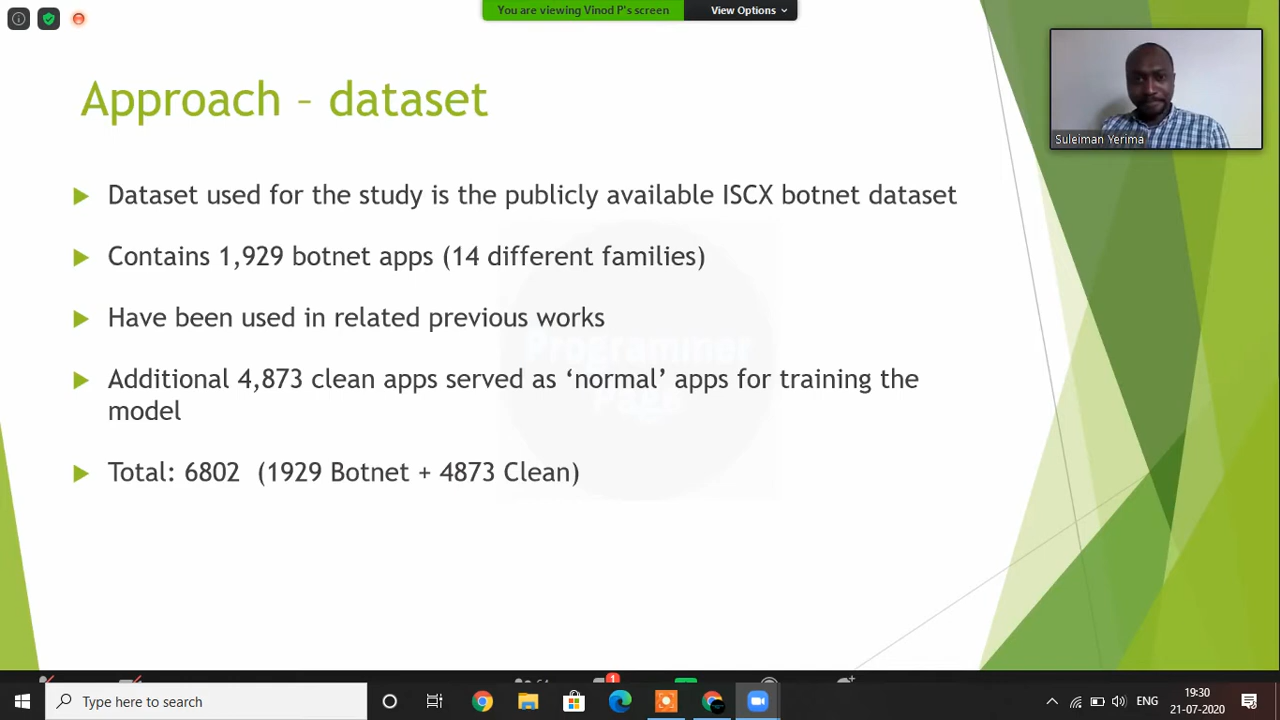 You are viewing Vinod P's screen
View Options
Approach – dataset
Suleiman Yerima
Dataset used for the study is the publicly available ISCX botnet dataset
Contains 1,929 botnet apps (14 different families)
Have been used in related previous works
Additional 4,873 clean apps served as ‘normal’ apps for training the
model
Total: 6802 (1929 Botnet + 4873 Clean)
Programiner
1
Type here to search
ENG
19:30
21-07-2020